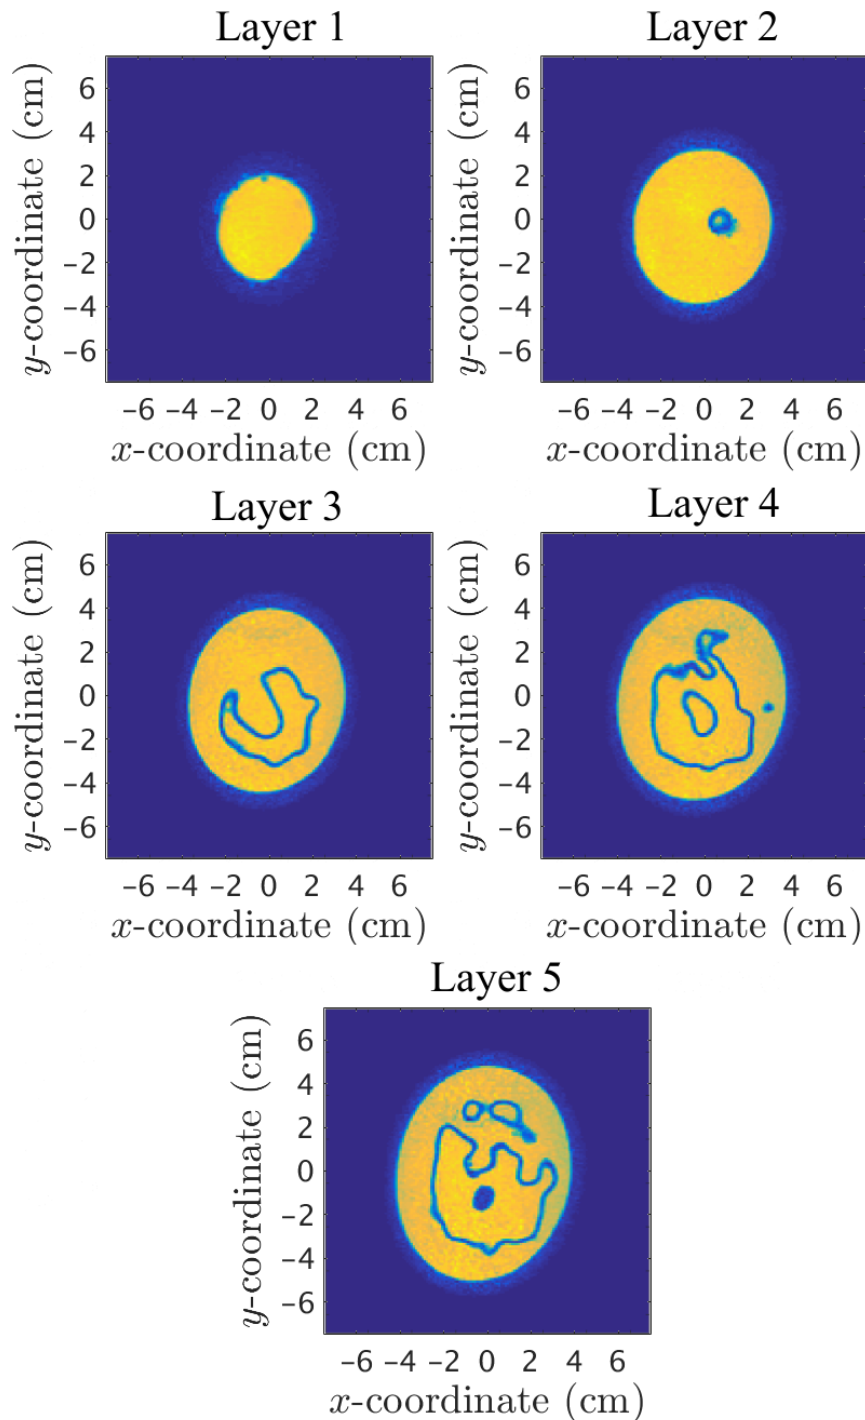 Layer 1
y-coordinate (cm)
6
4
2
0
−2
−4
−6
−6 −4 −2 0 2 4 6
x-coordinate (cm)
Layer 2
y-coordinate (cm)
6
4
2
0
−2
−4
−6
−6 −4 −2 0 2 4 6
x-coordinate (cm)
Layer 3
y-coordinate (cm)
6
4
2
0
−2
−4
−6
−6 −4 −2 0 2 4 6
x-coordinate (cm)
Layer 4
y-coordinate (cm)
6
4
2
0
−2
−4
−6
−6 −4 −2 0 2 4 6
x-coordinate (cm)
Layer 5
y-coordinate (cm)
6
4
2
0
−2
−4
−6
−6 −4 −2 0 2 4 6
x-coordinate (cm)